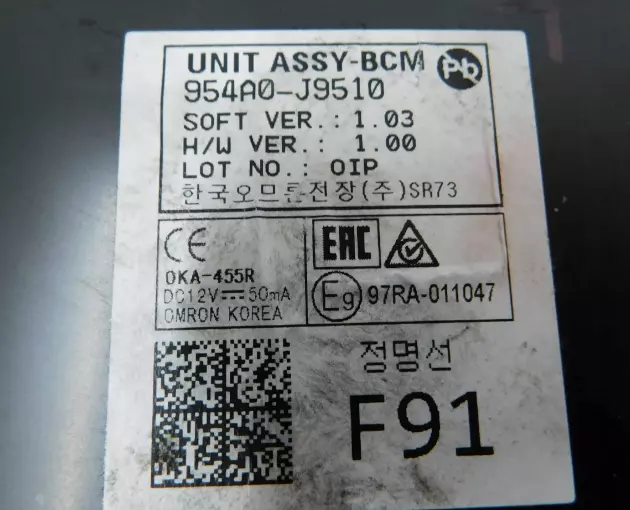 UNIT ASSY-BCM Pb
954A0-J9510
SOFT VER.: 1.03
H/W VER.: 1.00
LOT NO.: OIP
한국오므론전장(주)SR73
CE
OKA-455R
DC12V 50mA
OMRON KOREA
EAC
E9 97RA-011047
정명선
F91